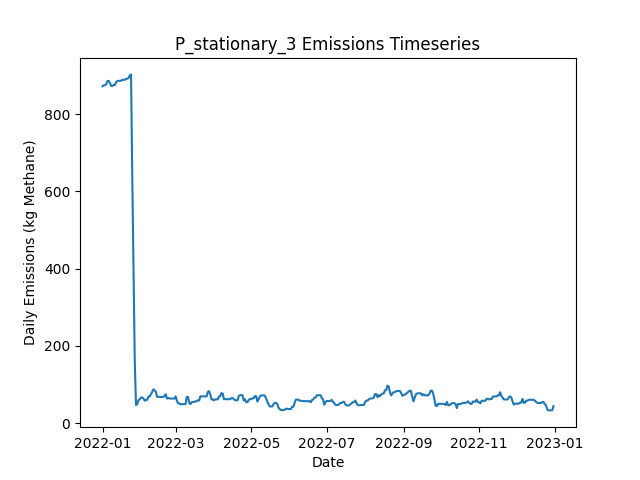 P_stationary_3 Emissions Timeseries
Daily Emissions (kg Methane)
800
600
400
200
0
2022-01 2022-03 2022-05 2022-07 2022-09 2022-11 2023-01
Date